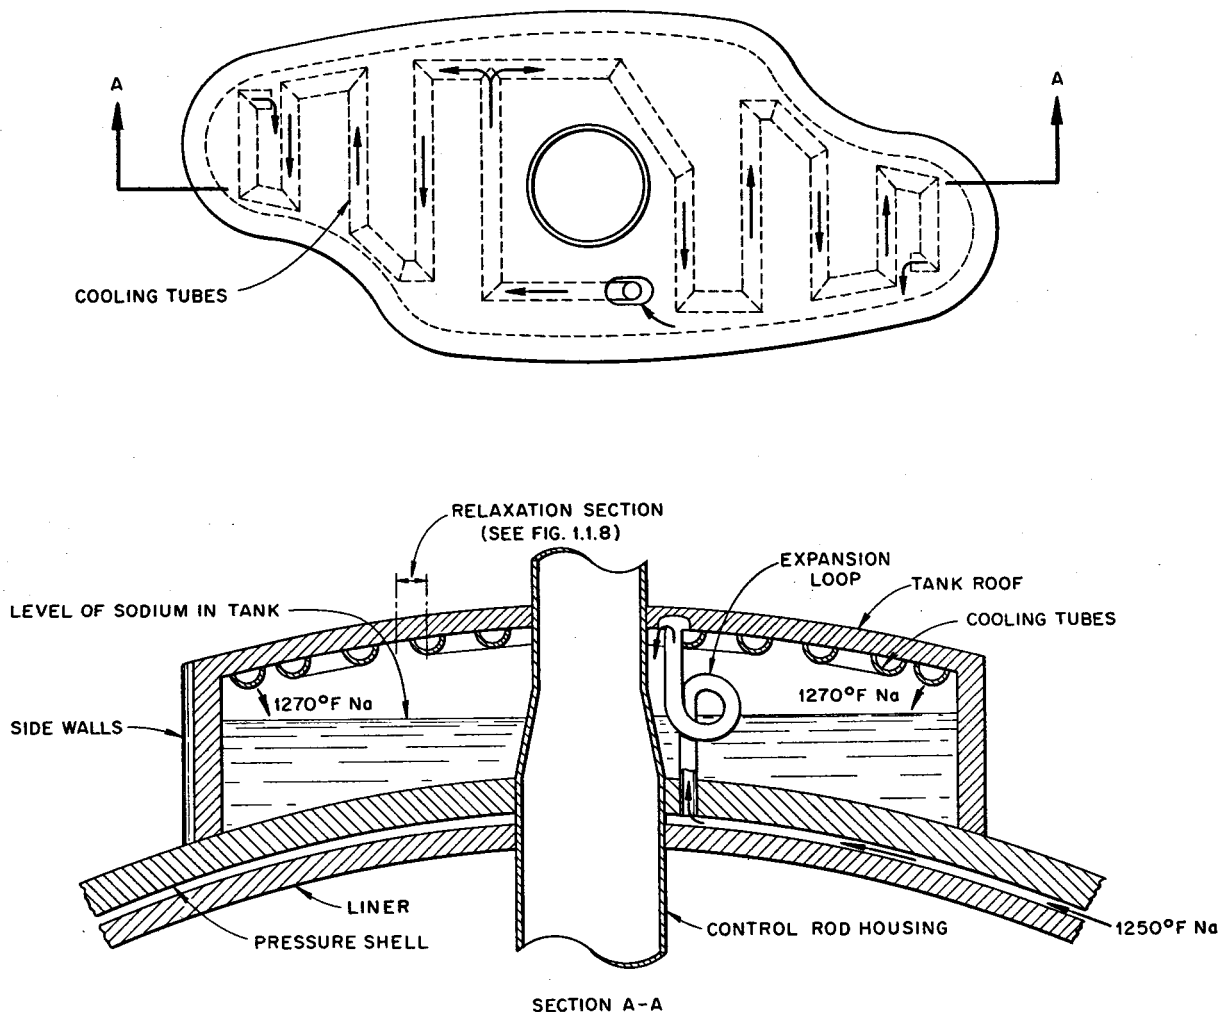 A
A
COOLING TUBES
RELAXATION SECTION
(SEE FIG. 1.1.8)
EXPANSION
LOOP
TANK ROOF
LEVEL OF SODIUM IN TANK
COOLING TUBES
1270°F Na
1270°F Na
SIDE WALLS
LINER
PRESSURE SHELL
CONTROL ROD HOUSING
1250°F Na
SECTION A-A